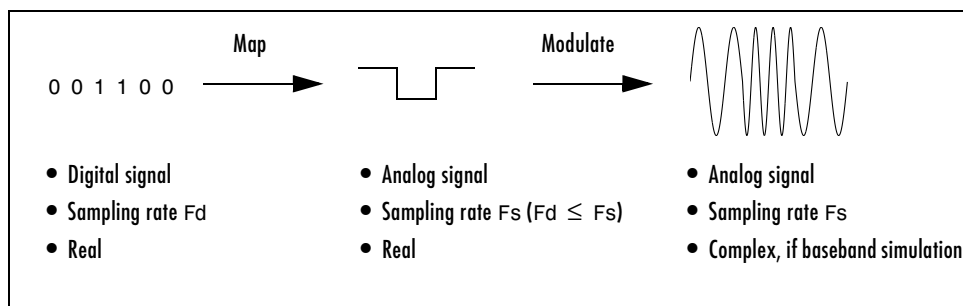 Map
Modulate
0 0 1 1 0 0
• Digital signal
• Sampling rate Fd
• Real
• Analog signal
• Sampling rate Fs (Fd ≤ Fs)
• Real
• Analog signal
• Sampling rate Fs
• Complex, if baseband simulation